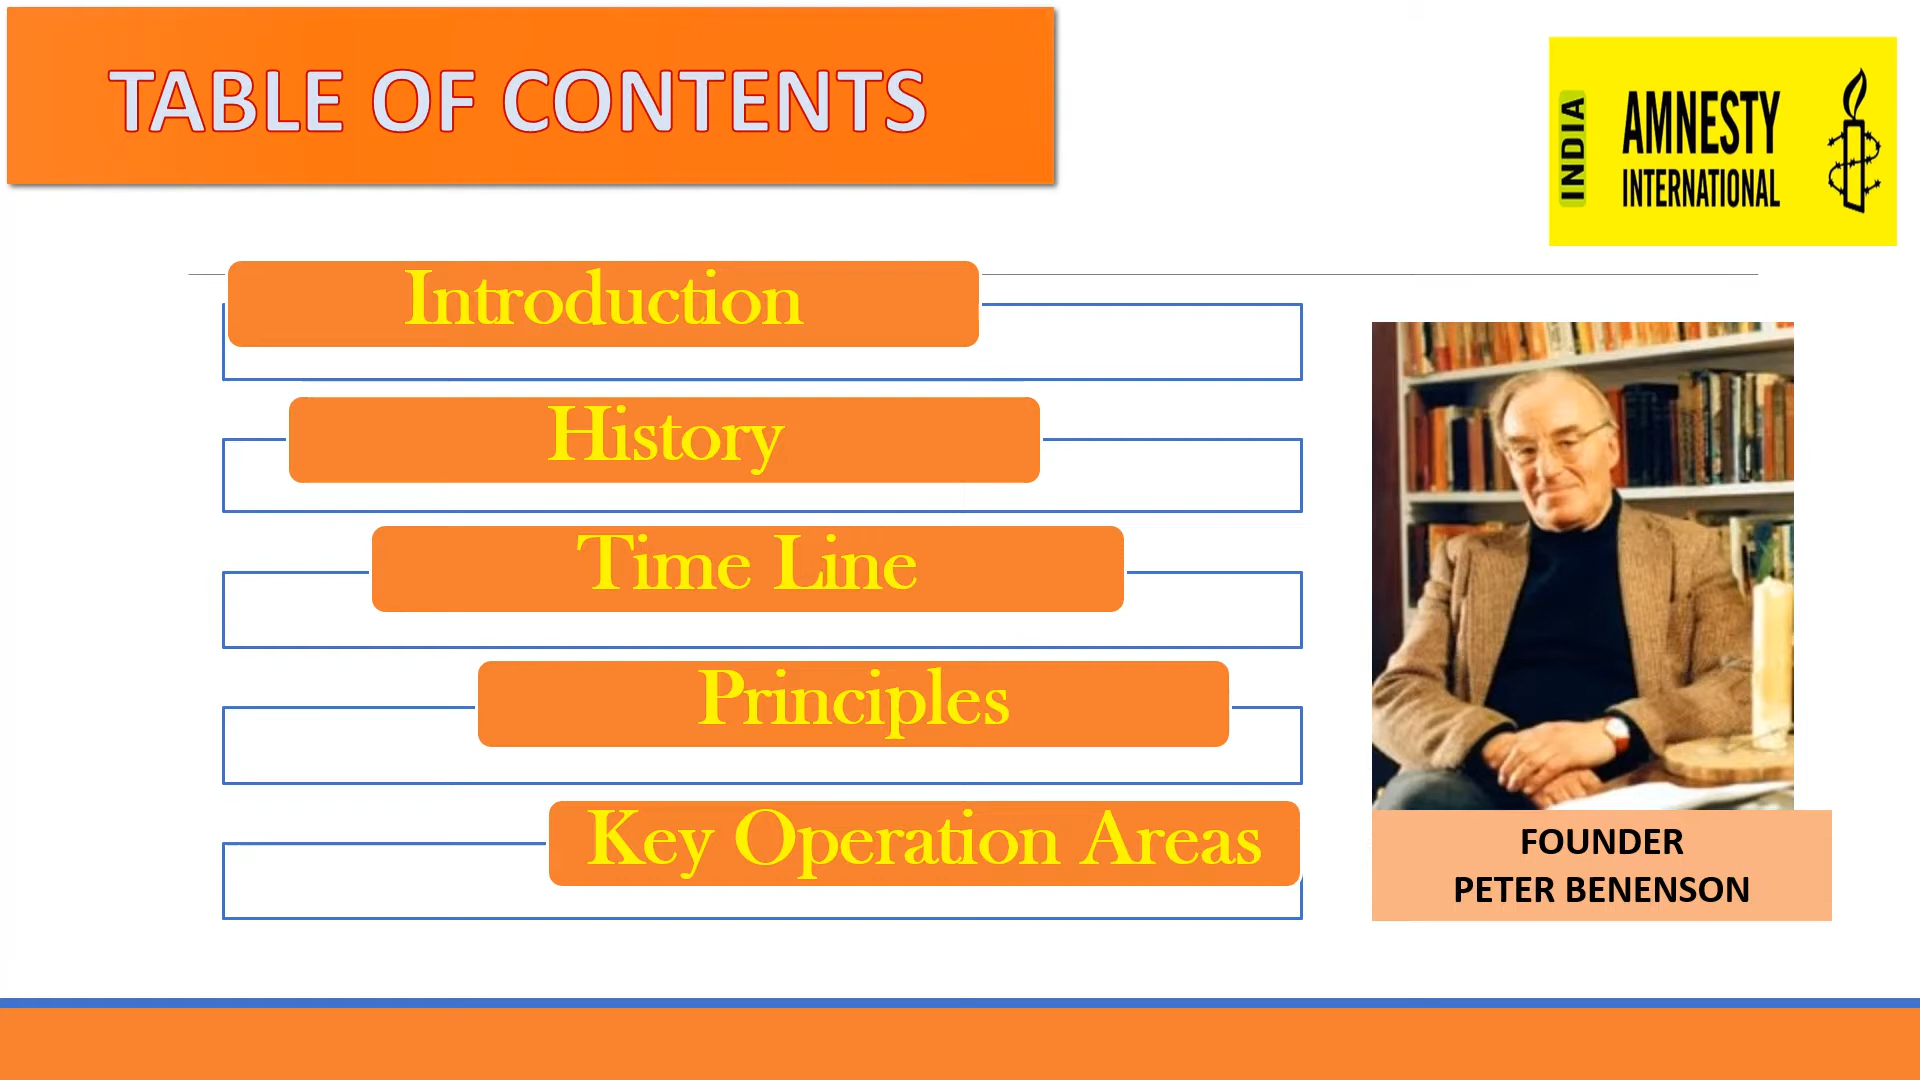 TABLE OF CONTENTS
INDIA
AMNESTY
INTERNATIONAL
Introduction
History
Time Line
Principles
Key Operation Areas
FOUNDER
PETER BENENSON